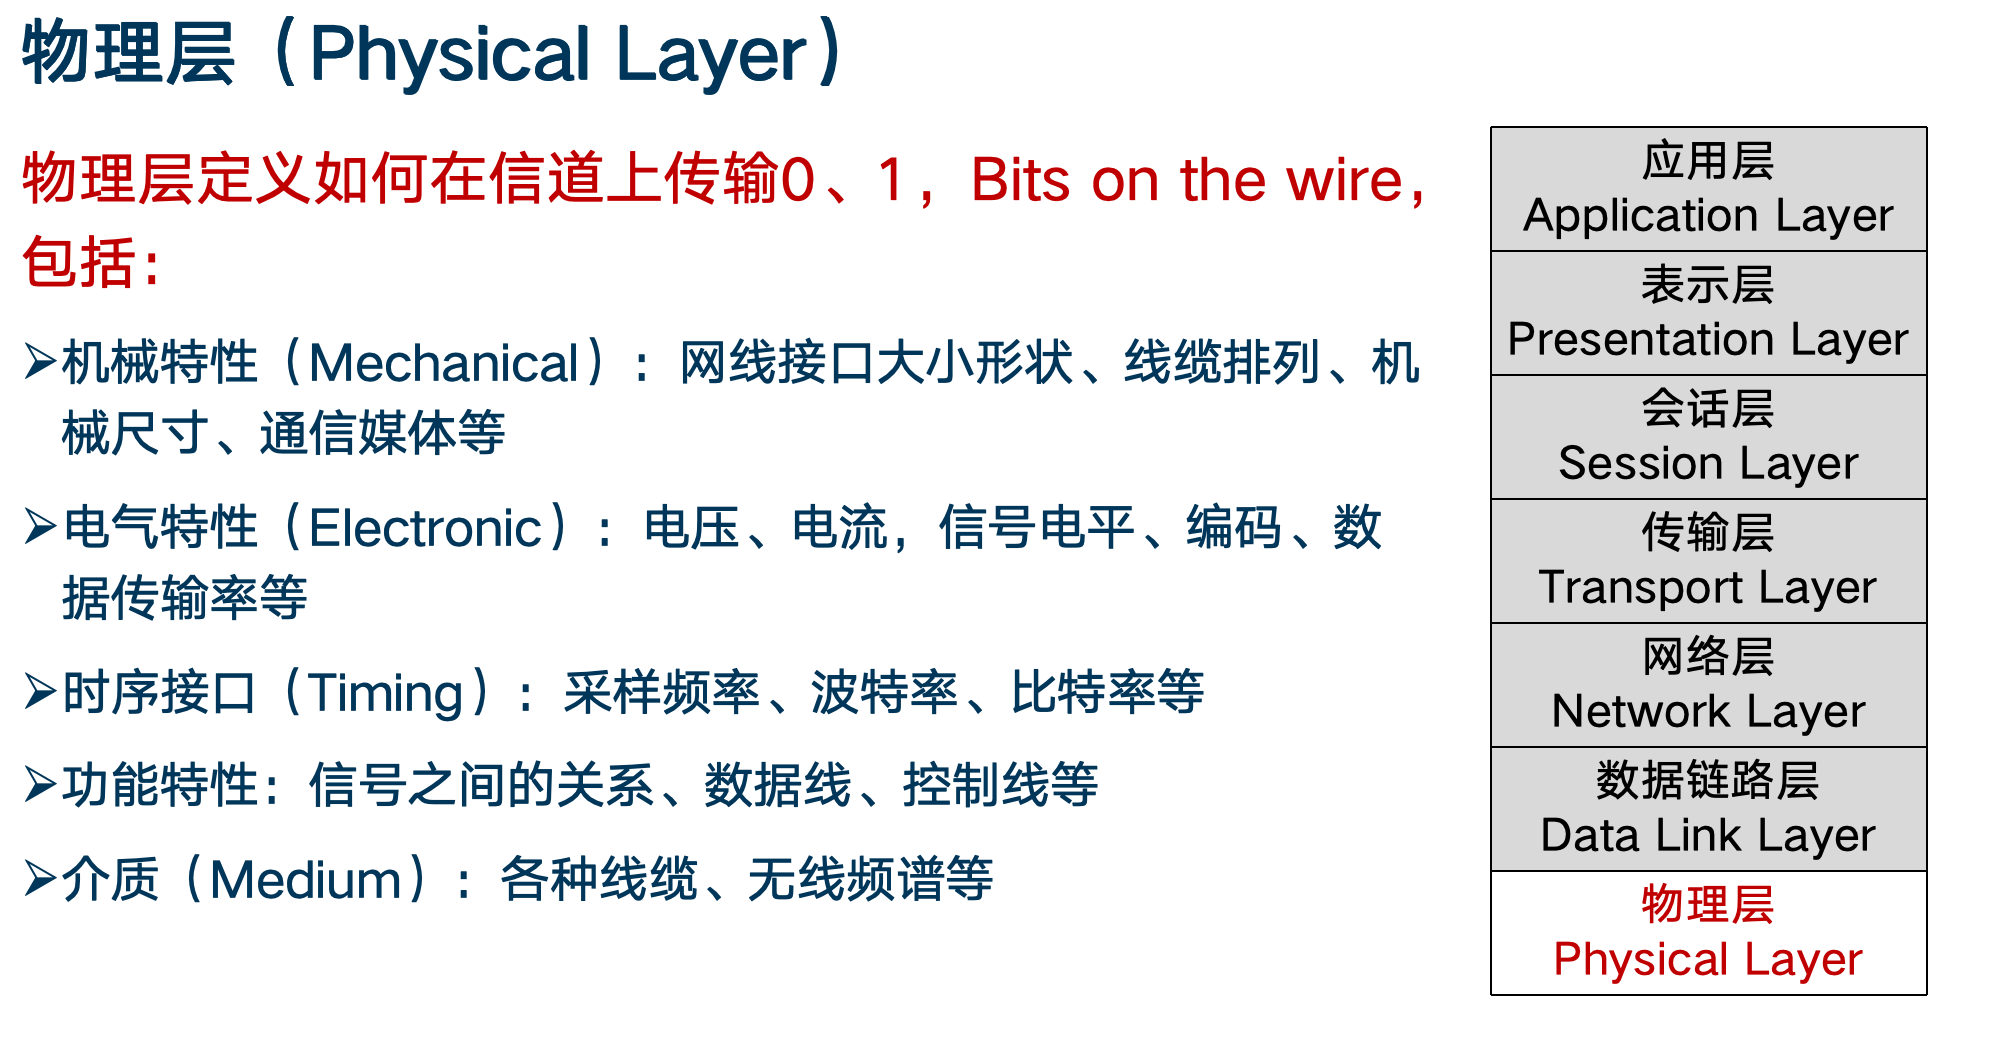 物理层（Physical Layer）
物理层定义如何在信道上传输0、1，Bits on the wire，
包括：
➢机械特性（Mechanical）：网线接口大小形状、线缆排列、机
械尺寸、通信媒体等
➢电气特性（Electronic）：电压、电流，信号电平、编码、数
据传输率等
➢时序接口（Timing）：采样频率、波特率、比特率等
➢功能特性：信号之间的关系、数据线、控制线等
➢介质（Medium）：各种线缆、无线频谱等
应用层
Application Layer
表示层
Presentation Layer
会话层
Session Layer
传输层
Transport Layer
网络层
Network Layer
数据链路层
Data Link Layer
物理层
Physical Layer